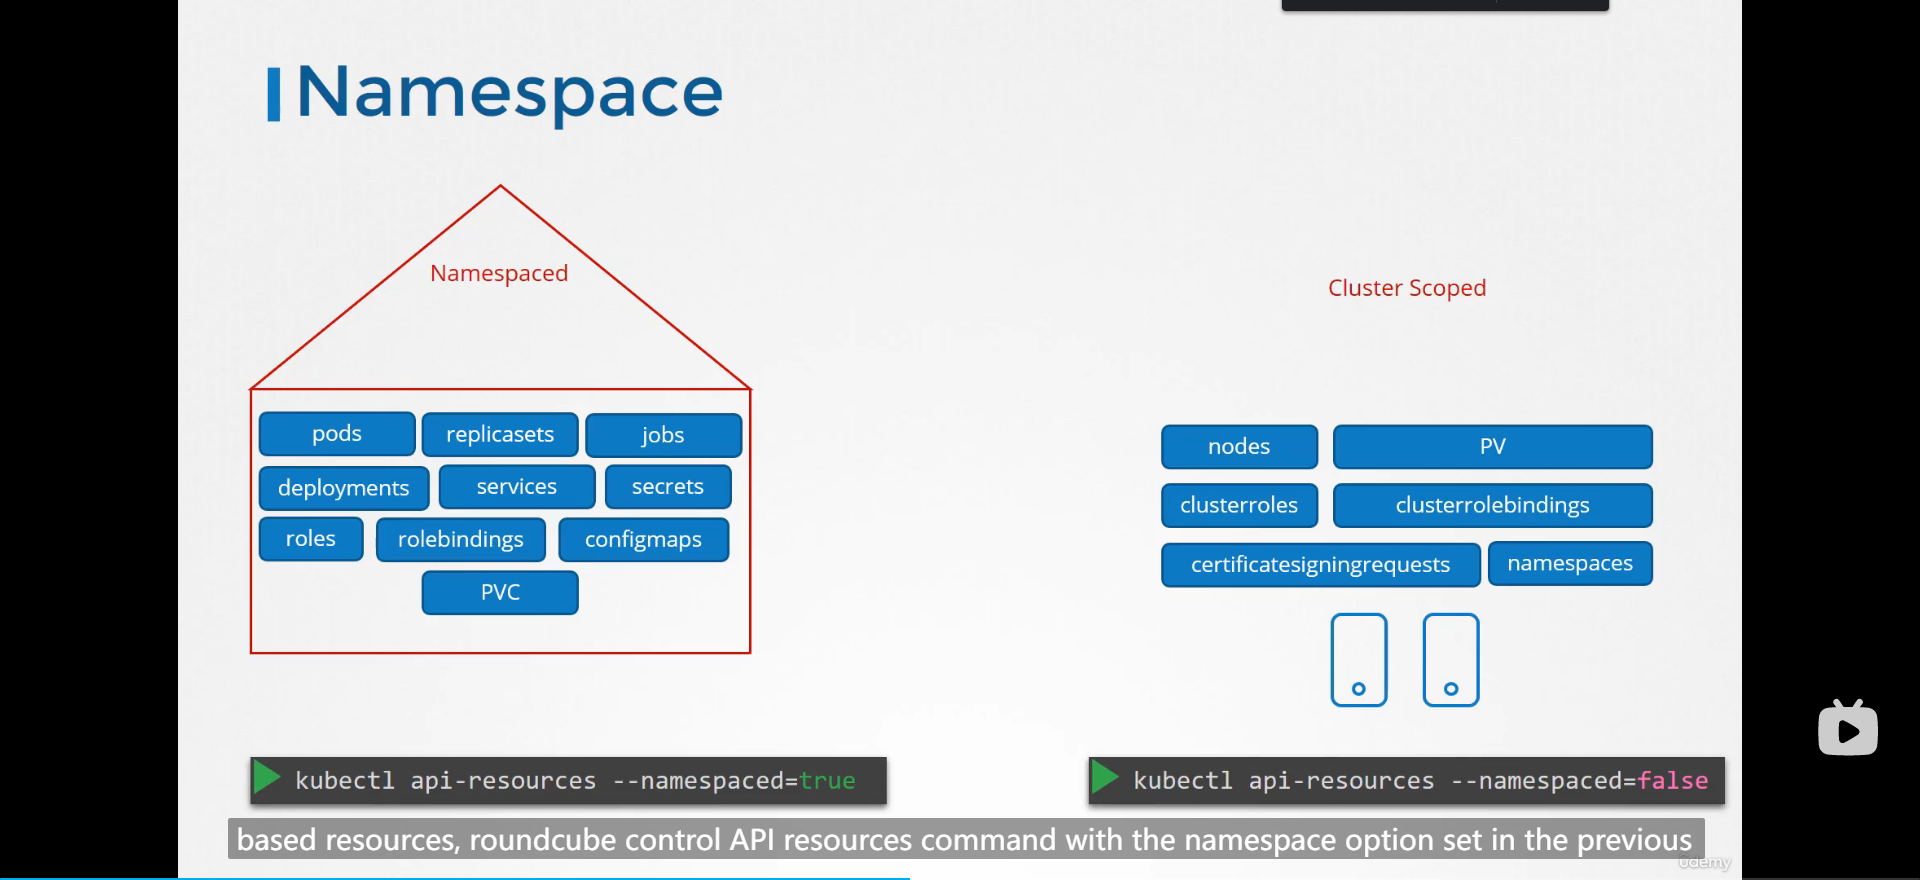 Namespace
Namespaced
Cluster Scoped
pods replicasets jobs
deployments services secrets
roles rolebindings configmaps
PVC
nodes PV
clusterroles clusterrolebindings
certificatesigningrequests namespaces
kubectl api-resources --namespaced=true
kubectl api-resources --namespaced=false
based resources, roundcube control API resources command with the namespace option set in the previous
udemy